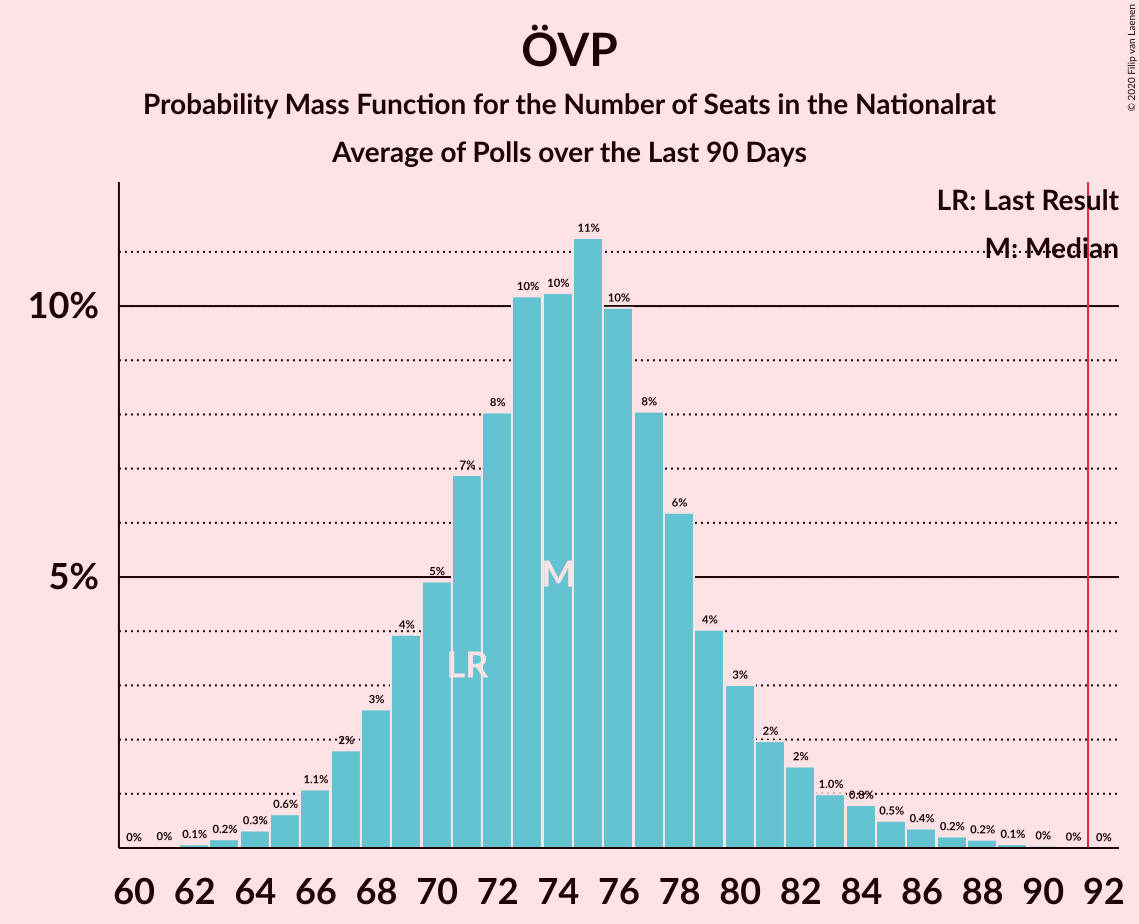 ÖVP
Probability Mass Function for the Number of Seats in the Nationalrat
Average of Polls over the Last 90 Days
© 2020 Filip van Laenen
LR: Last Result
M: Median
10%
5%
0% 0% 0.1% 0.2% 0.3% 0.6% 1.1% 2% 3% 4% 5% 7% 8% 10% 10% 11% 10% 8% 6% 4% 3% 2% 2% 1.0% 0.8% 0.5% 0.4% 0.2% 0.2% 0.1% 0% 0% 0%
M
LR
60 62 64 66 68 70 72 74 76 78 80 82 84 86 88 90 92